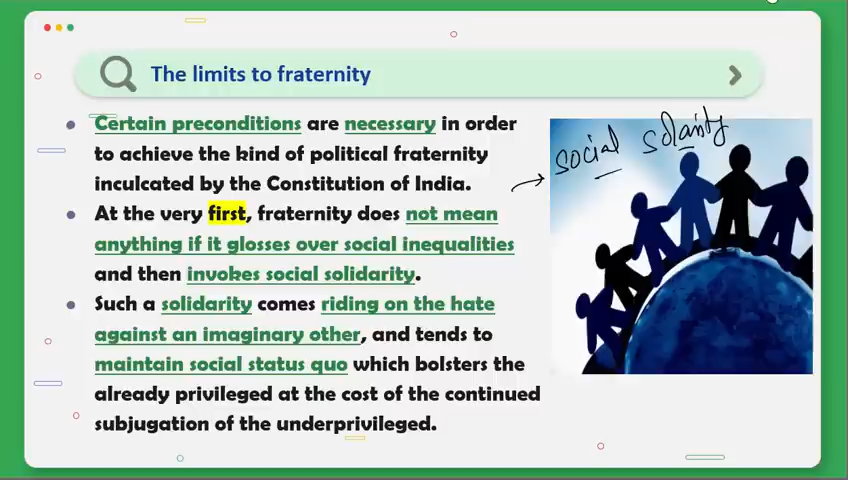 The limits to fraternity
Certain preconditions are necessary in order
to achieve the kind of political fraternity
inculcated by the Constitution of India.
At the very first, fraternity does not mean
anything if it glosses over social inequalities
and then invokes social solidarity.
Such a solidarity comes riding on the hate
against an imaginary other, and tends to
maintain social status quo which bolsters the
already privileged at the cost of the continued
subjugation of the underprivileged.
social